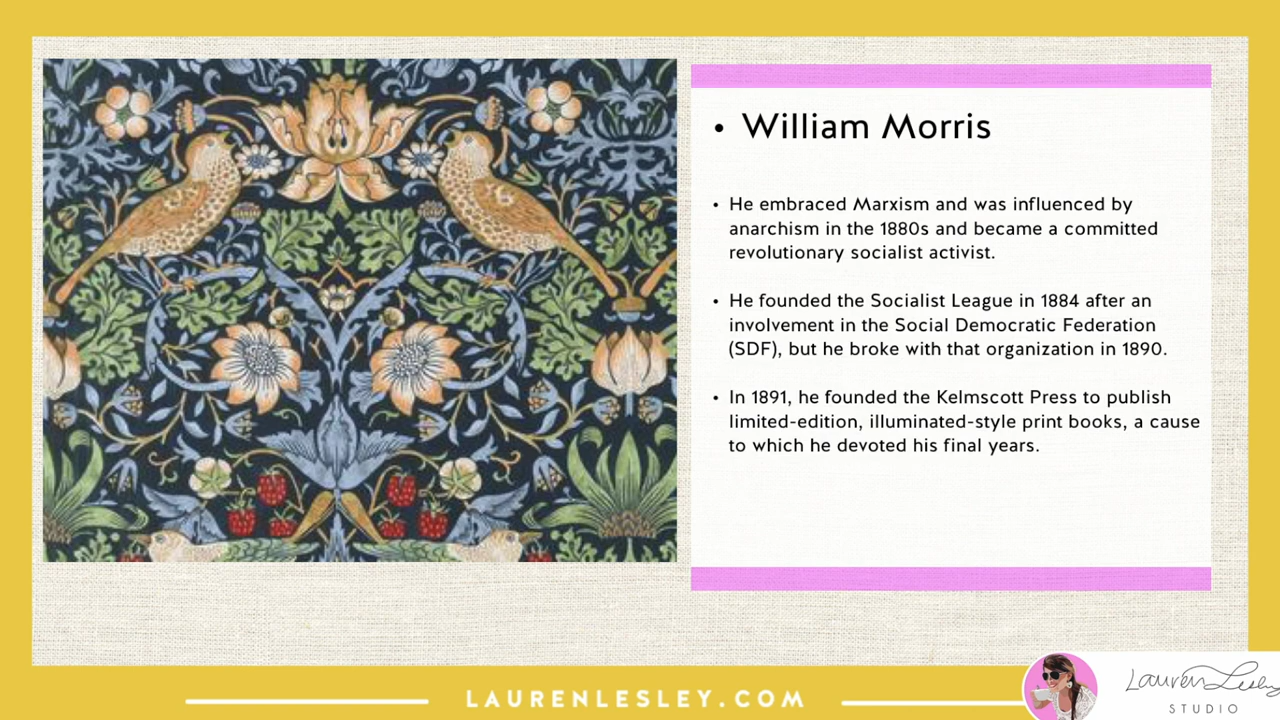 • William Morris
• He embraced Marxism and was influenced by
anarchism in the 1880s and became a committed
revolutionary socialist activist.
• He founded the Socialist League in 1884 after an
involvement in the Social Democratic Federation
(SDF), but he broke with that organization in 1890.
• In 1891, he founded the Kelmscott Press to publish
limited-edition, illuminated-style print books, a cause
to which he devoted his final years.
LAURENLESLEY.COM
Lauren Lesley
STUDIO